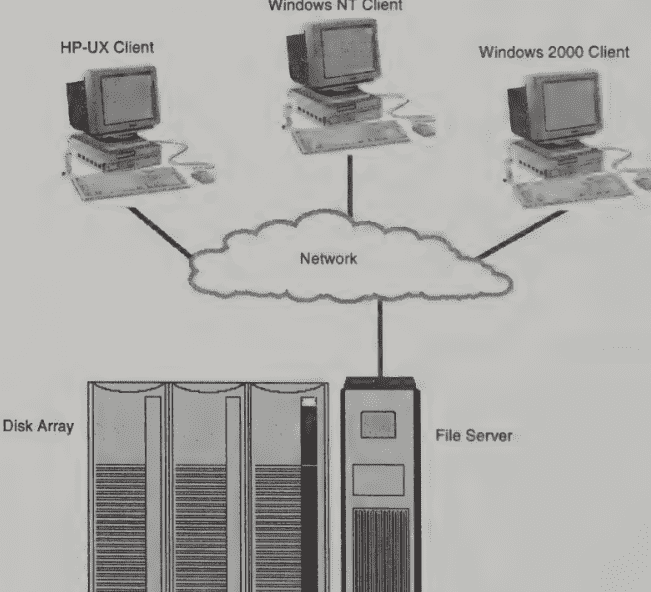 Windows NT Client
HP-UX Client
Windows 2000 Client
Network
Disk Array
File Server